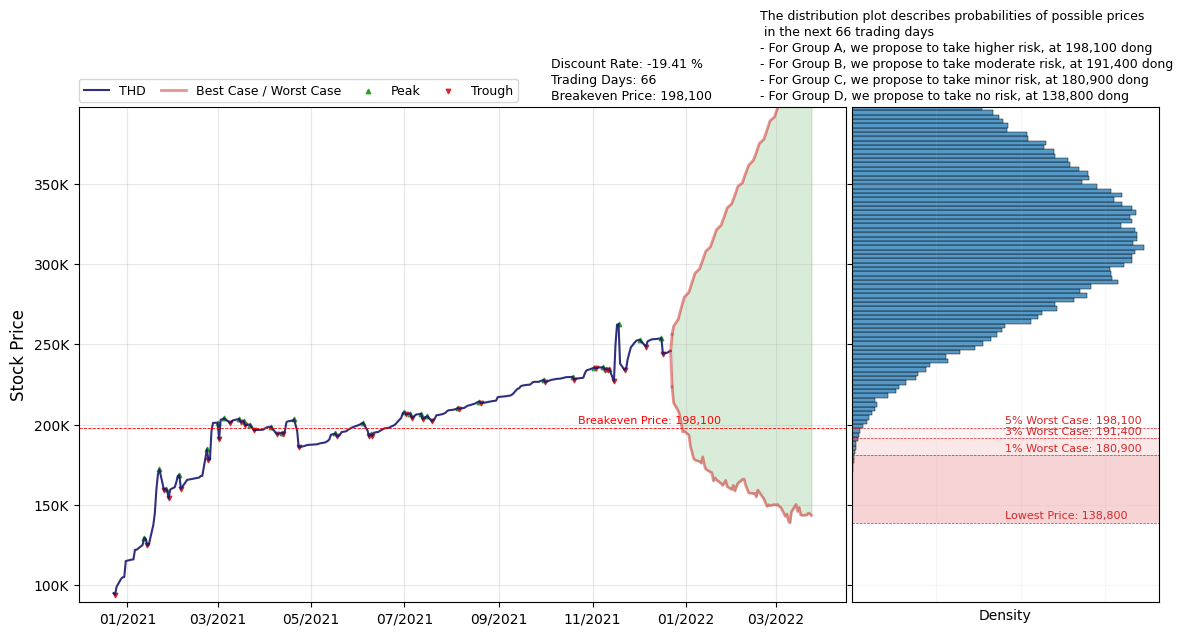 The distribution plot describes probabilities of possible prices
in the next 66 trading days
- For Group A, we propose to take higher risk, at 198,100 dong
- For Group B, we propose to take moderate risk, at 191,400 dong
- For Group C, we propose to take minor risk, at 180,900 dong
- For Group D, we propose to take no risk, at 138,800 dong
Discount Rate: -19.41 %
Trading Days: 66
Breakeven Price: 198,100
THD
Best Case / Worst Case
Peak
Trough
Stock Price
350K
300K
250K
200K
150K
100K
Breakeven Price: 198,100
01/2021
03/2021
05/2021
07/2021
09/2021
11/2021
01/2022
03/2022
5% Worst Case: 198,100
3% Worst Case: 191,400
1% Worst Case: 180,900
Lowest Price: 138,800
Density